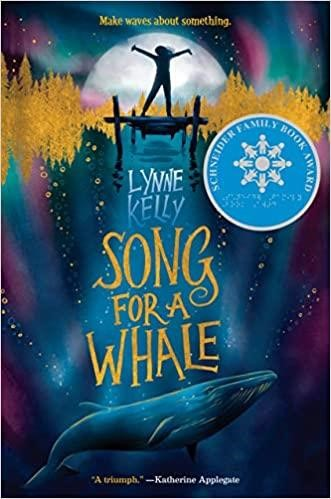 Make waves about something.
SCHNEIDER FAMILY BOOK AWARD
LYNNE
KELLY
SONG
FOR A
WHALE
"A triumph." —Katherine Applegate